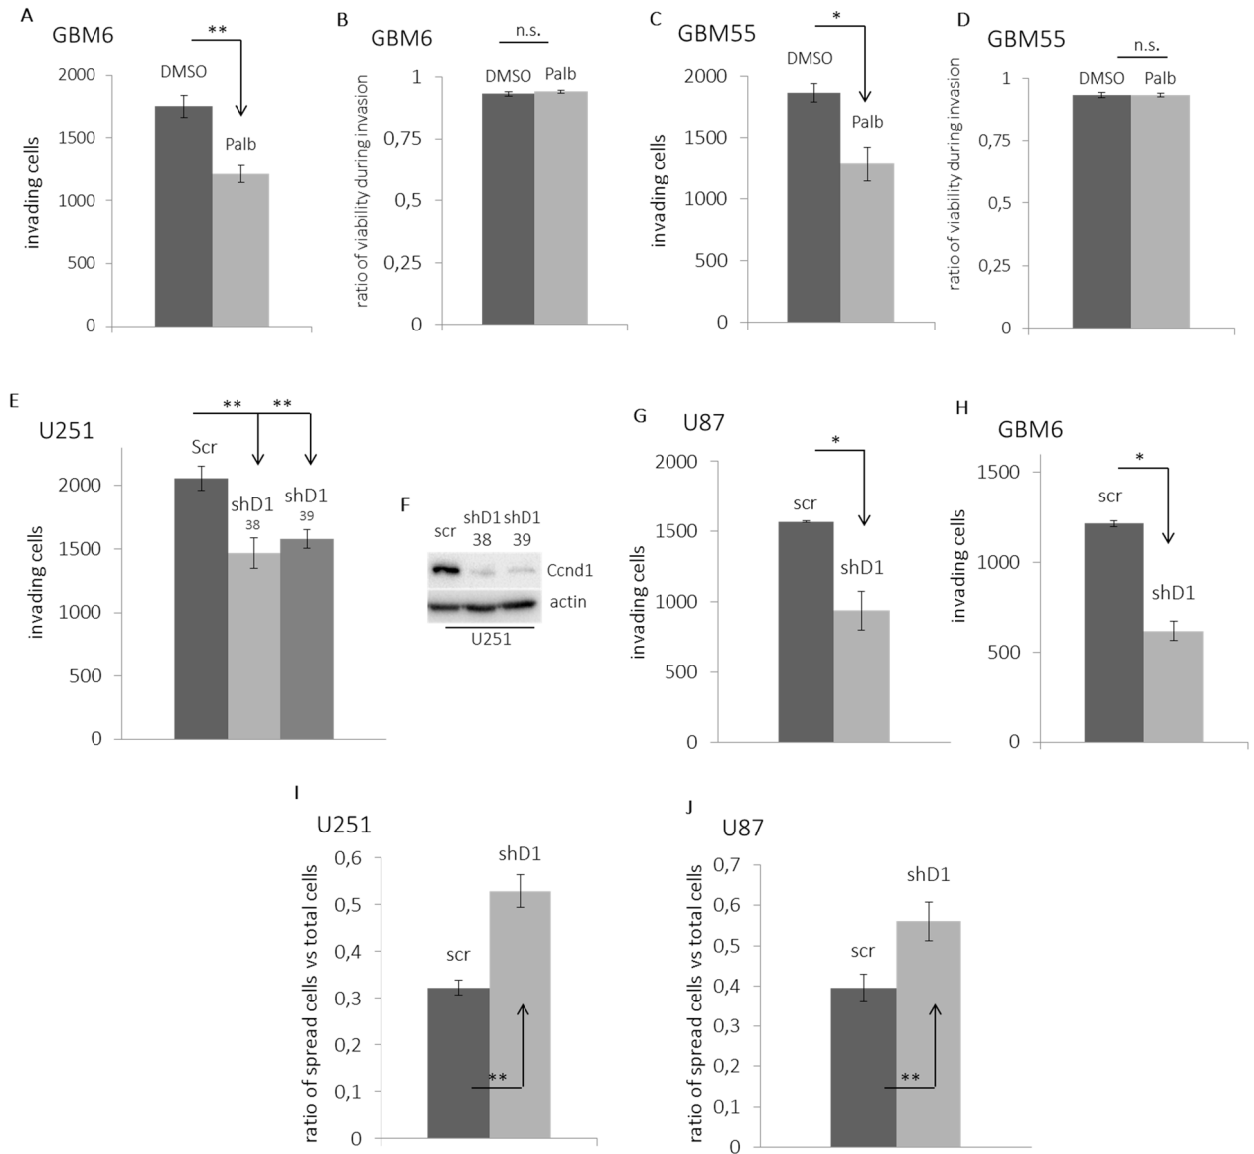 A
GBM6
**
DMSO
Palb
2000
1500
1000
500
0
invading cells
B
GBM6
n.s.
DMSO Palb
1
0,75
0,5
0,25
0
ratio of viability during invasion
C
GBM55
*
DMSO
Palb
2000
1500
1000
500
0
invading cells
D
GBM55
n.s.
DMSO Palb
1
0,75
0,5
0,25
0
ratio of viability during invasion
E
U251
** **
Scr
shD1
38
shD1
39
2000
1500
1000
500
0
invading cells
F
scr shD1 shD1
38 39
Ccnd1
actin
U251
G
U87
*
scr
shD1
2000
1500
1000
500
0
invading cells
H
GBM6
*
scr
shD1
1500
1000
500
0
invading cells
I
U251
shD1
scr
**
0,6
0,5
0,4
0,3
0,2
0,1
0
ratio of spread cells vs total cells
J
U87
shD1
scr
**
0,7
0,6
0,5
0,4
0,3
0,2
0,1
0
ratio of spread cells vs total cells